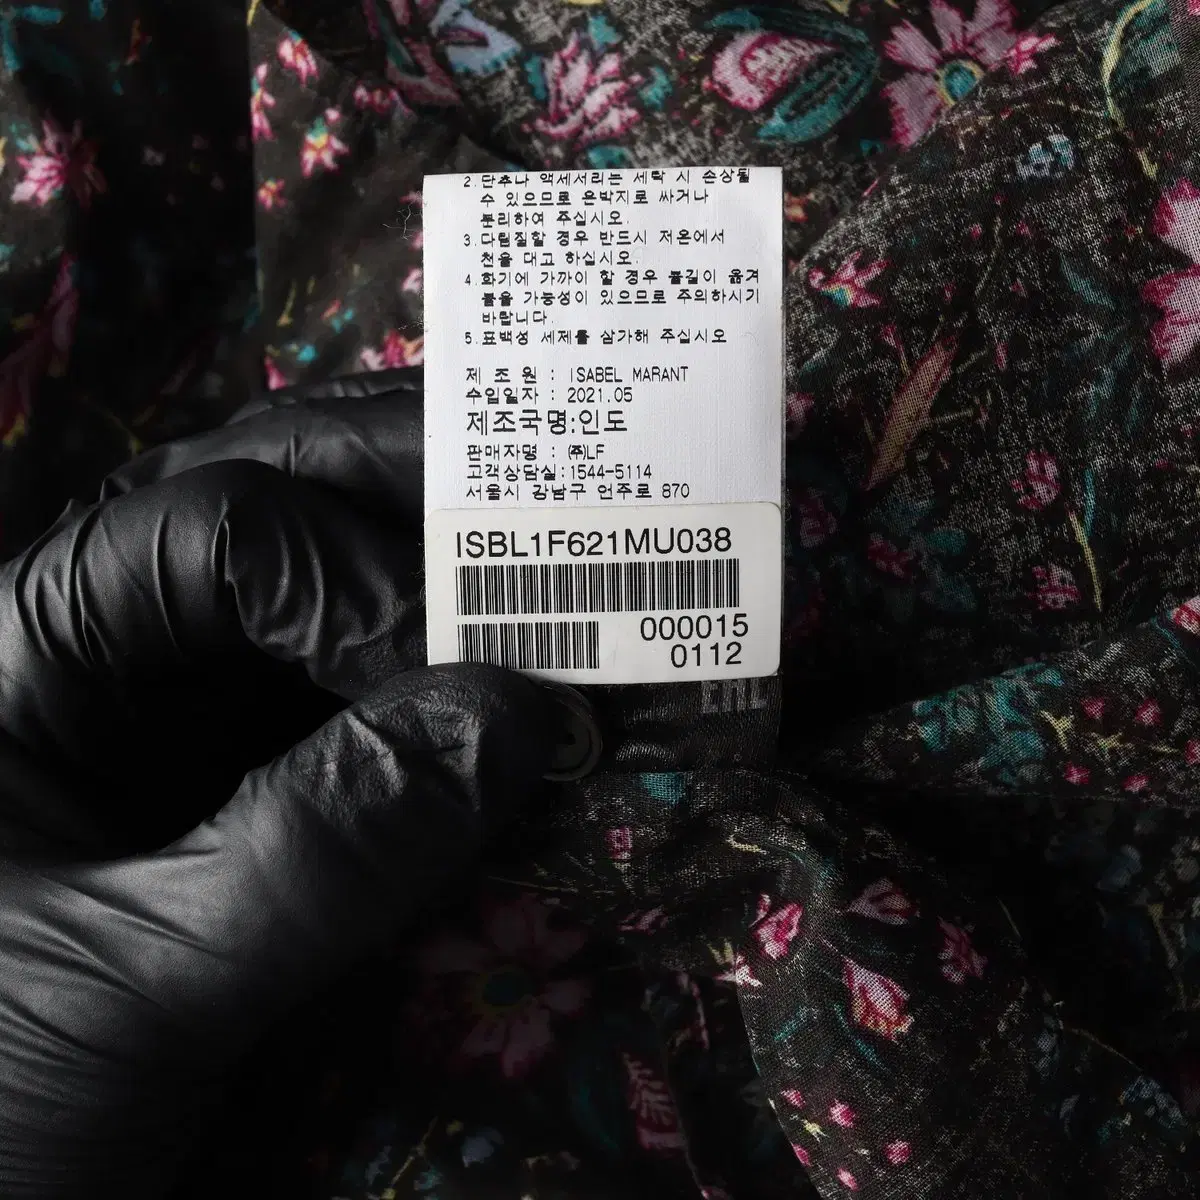 2.단추나 액세서리는 세탁 시 손상될
수 있으므로 은박지로 싸거나
분리하여 주십시오.
3.다림질할 경우 반드시 저온에서
천을 대고 하십시오.
4.화기에 가까이 할 경우 불길이 옮겨
붙을 가능성이 있으므로 주의하시기
바랍니다.
5.표백성 세제를 삼가해 주십시오
제 조 원 : ISABEL MARANT
수입일자 : 2021.05
제조국명:인도
판매자명 : ㈜LF
고객상담실:1544-5114
서울시 강남구 언주로 870
ISBL1F621MU038
000015
0112